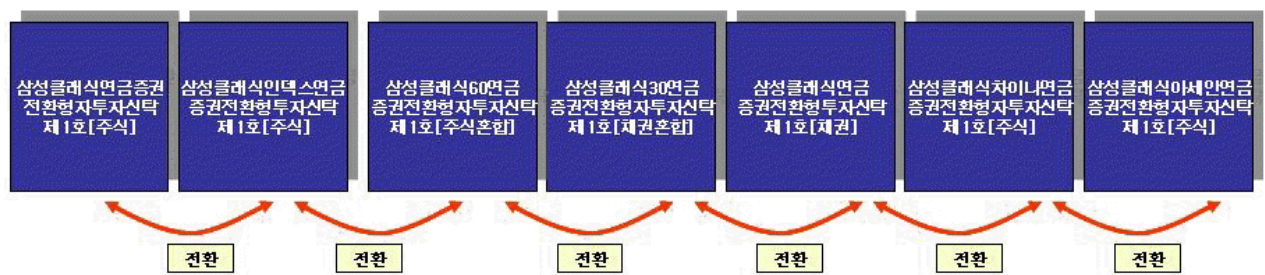 삼성클래식연금증권
전환형자투자신탁
제1호[주식]
삼성클래식인덱스연금
증권전환형자투자신탁
제1호[주식]
삼성클래식60연금
증권전환형자투자신탁
제1호[주식혼합]
삼성클래식30연금
증권전환형자투자신탁
제1호[채권혼합]
삼성클래식연금
증권전환형자투자신탁
제1호[채권]
삼성클래식차이나연금
증권전환형자투자신탁
제1호[주식]
삼성클래식아세안연금
증권전환형자투자신탁
제1호[주식]
전환
전환
전환
전환
전환
전환